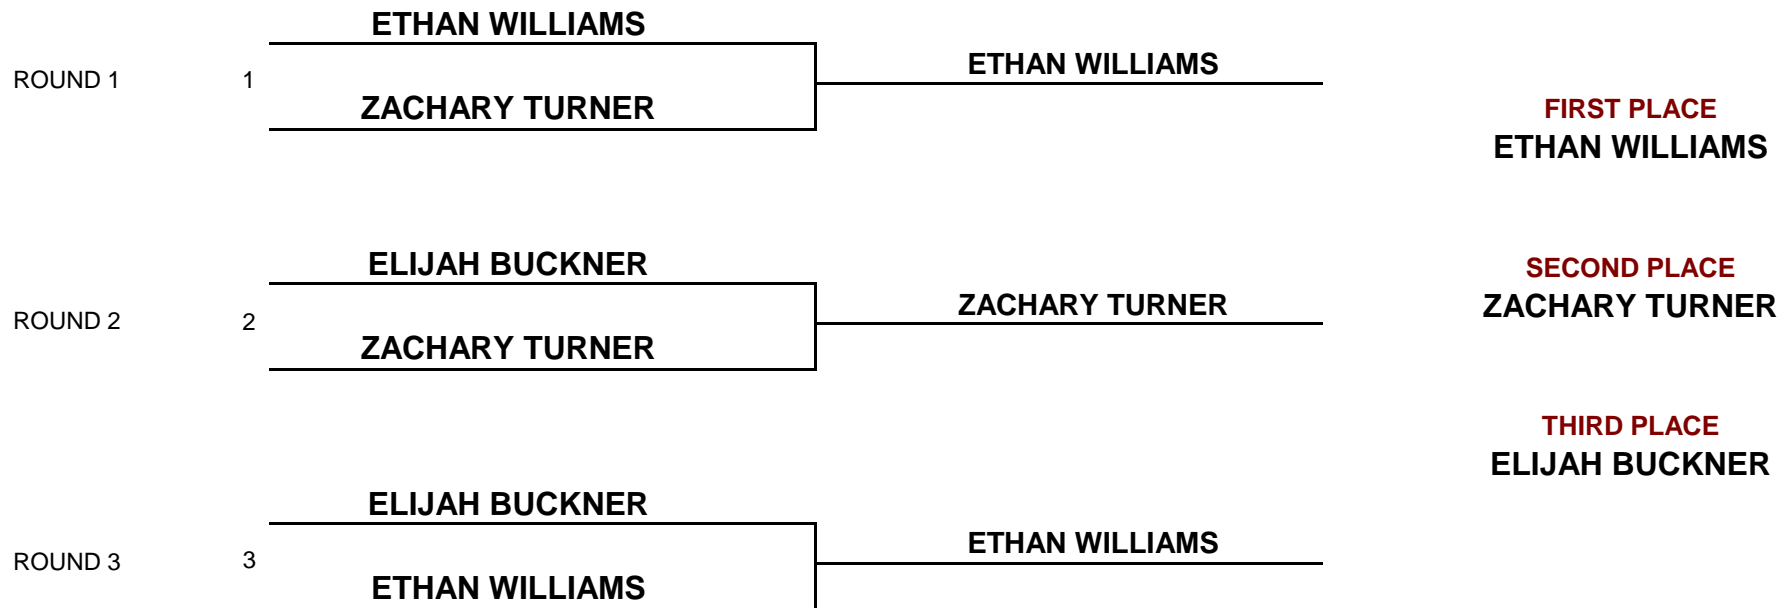 ETHAN WILLIAMS
ROUND 1
1
ETHAN WILLIAMS
ZACHARY TURNER
FIRST PLACE
ETHAN WILLIAMS
ELIJAH BUCKNER
SECOND PLACE
ROUND 2
2
ZACHARY TURNER
ZACHARY TURNER
ZACHARY TURNER
THIRD PLACE
ELIJAH BUCKNER
ELIJAH BUCKNER
ROUND 3
3
ETHAN WILLIAMS
ETHAN WILLIAMS